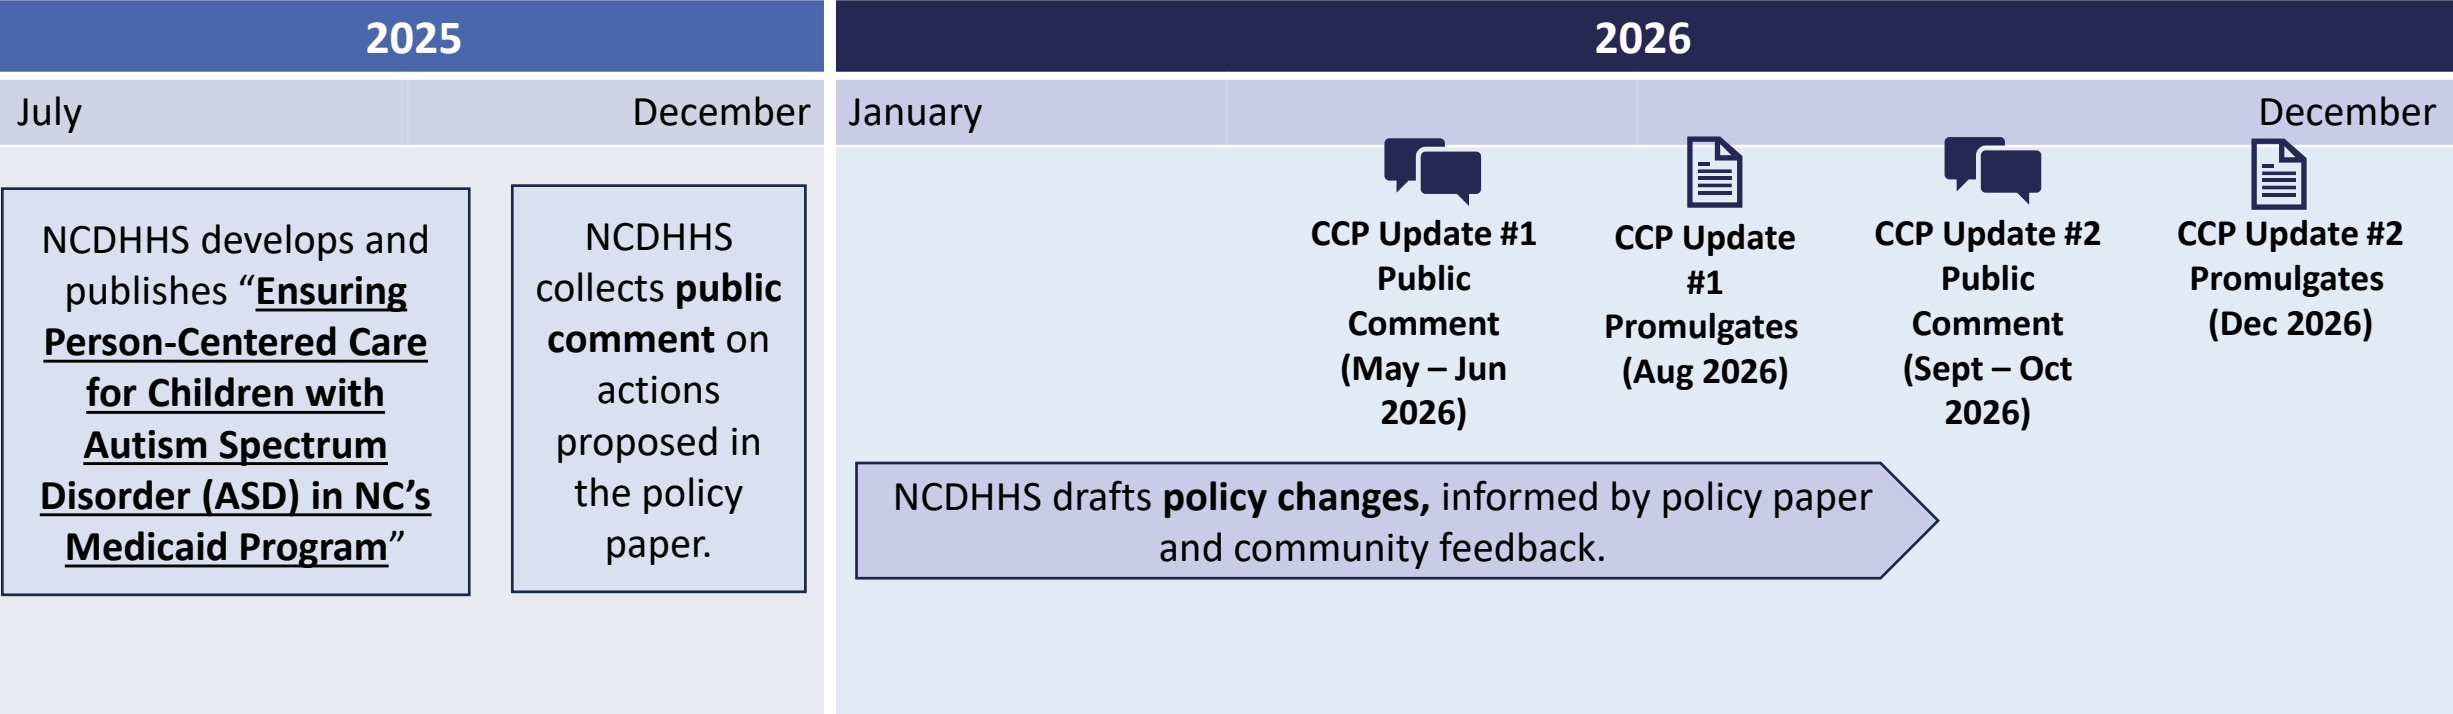 2025
2026
July
December
January
December
NCDHHS develops and
publishes “Ensuring
Person-Centered Care
for Children with
Autism Spectrum
Disorder (ASD) in NC’s
Medicaid Program”
NCDHHS
collects public
comment on
actions
proposed in
the policy
paper.
CCP Update #1
Public
Comment
(May – Jun
2026)
CCP Update
#1
Promulgates
(Aug 2026)
CCP Update #2
Public
Comment
(Sept – Oct
2026)
CCP Update #2
Promulgates
(Dec 2026)
NCDHHS drafts policy changes, informed by policy paper
and community feedback.